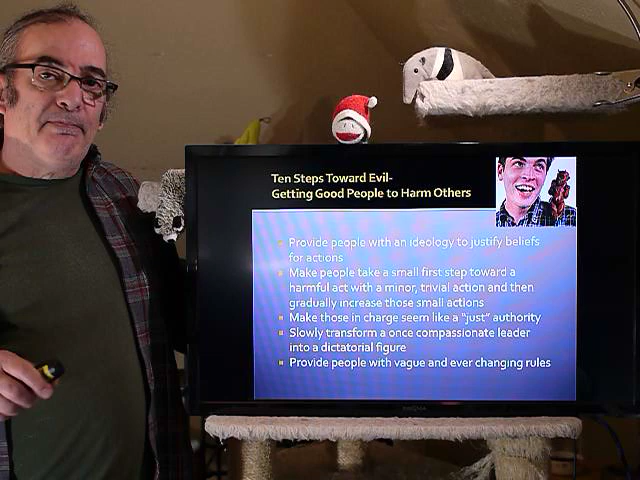 Ten Steps Toward Evil-
Getting Good People to Harm Others
Provide people with an ideology to justify beliefs
for actions
Make people take a small first step toward a
harmful act with a minor, trivial action and then
gradually increase those small actions
Make those in charge seem like a "just" authority
Slowly transform a once compassionate leader
into a dictatorial figure
Provide people with vague and ever changing rules